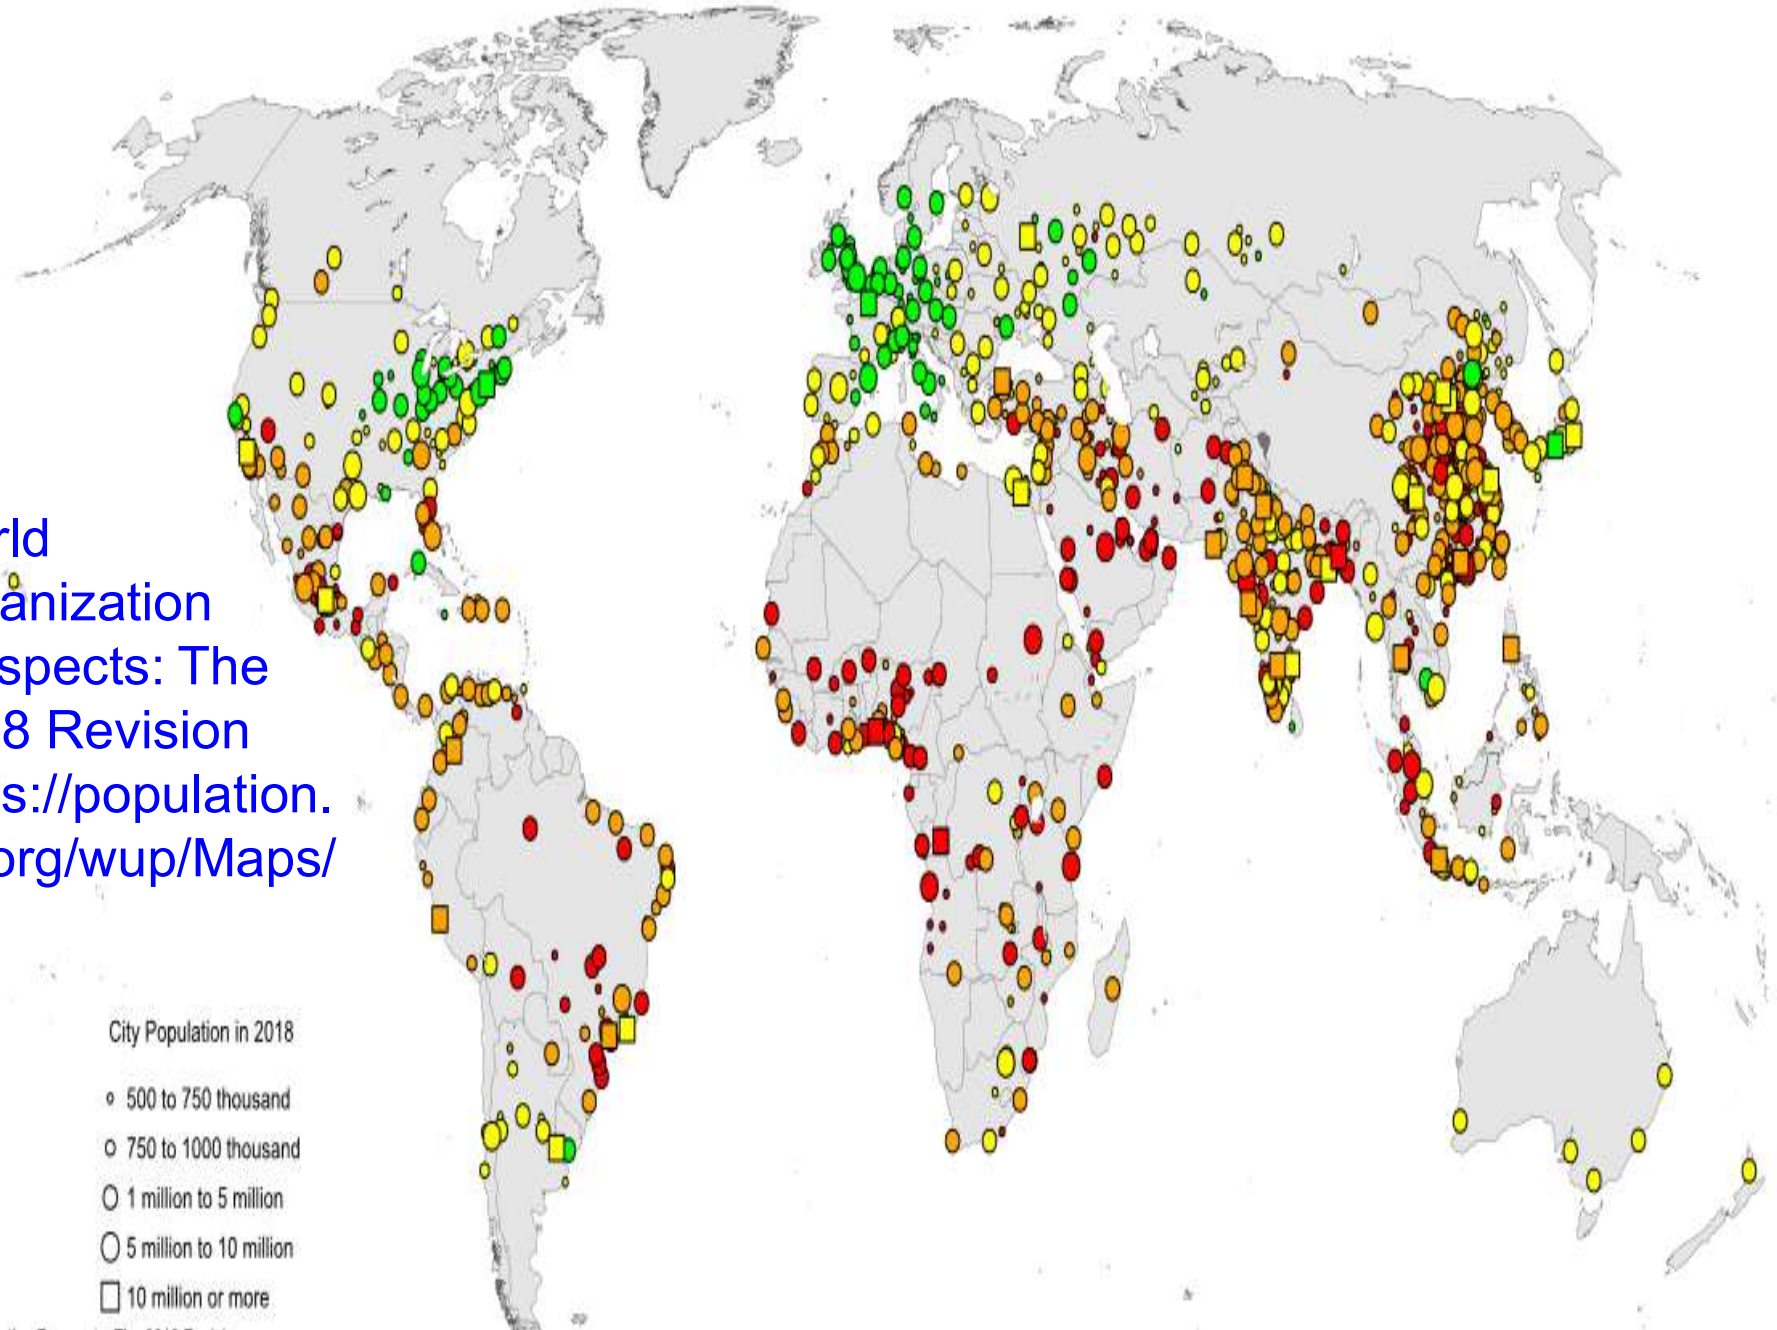 rld
anization
spects: The
8 Revision
s://population.
org/wup/Maps/
City Population in 2018
500 to 750 thousand
750 to 1000 thousand
1 million to 5 million
5 million to 10 million
10 million or more